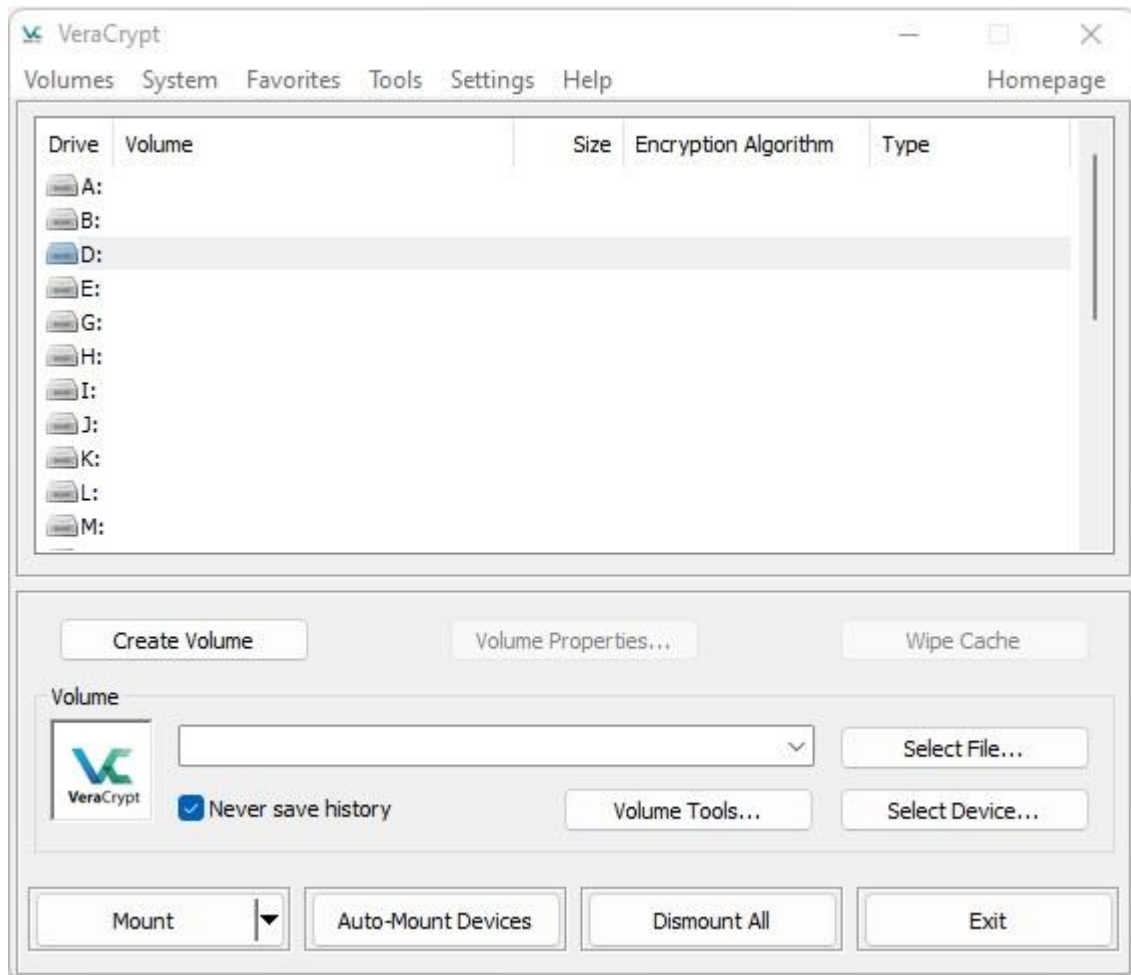 VeraCrypt
Volumes System Favorites Tools Settings Help Homepage
Drive Volume Size Encryption Algorithm Type
A:
B:
D:
E:
G:
H:
I:
J:
K:
L:
M:
Create Volume Volume Properties... Wipe Cache
Volume
VeraCrypt
Select File...
Never save history Volume Tools... Select Device...
Mount Auto-Mount Devices Dismount All Exit